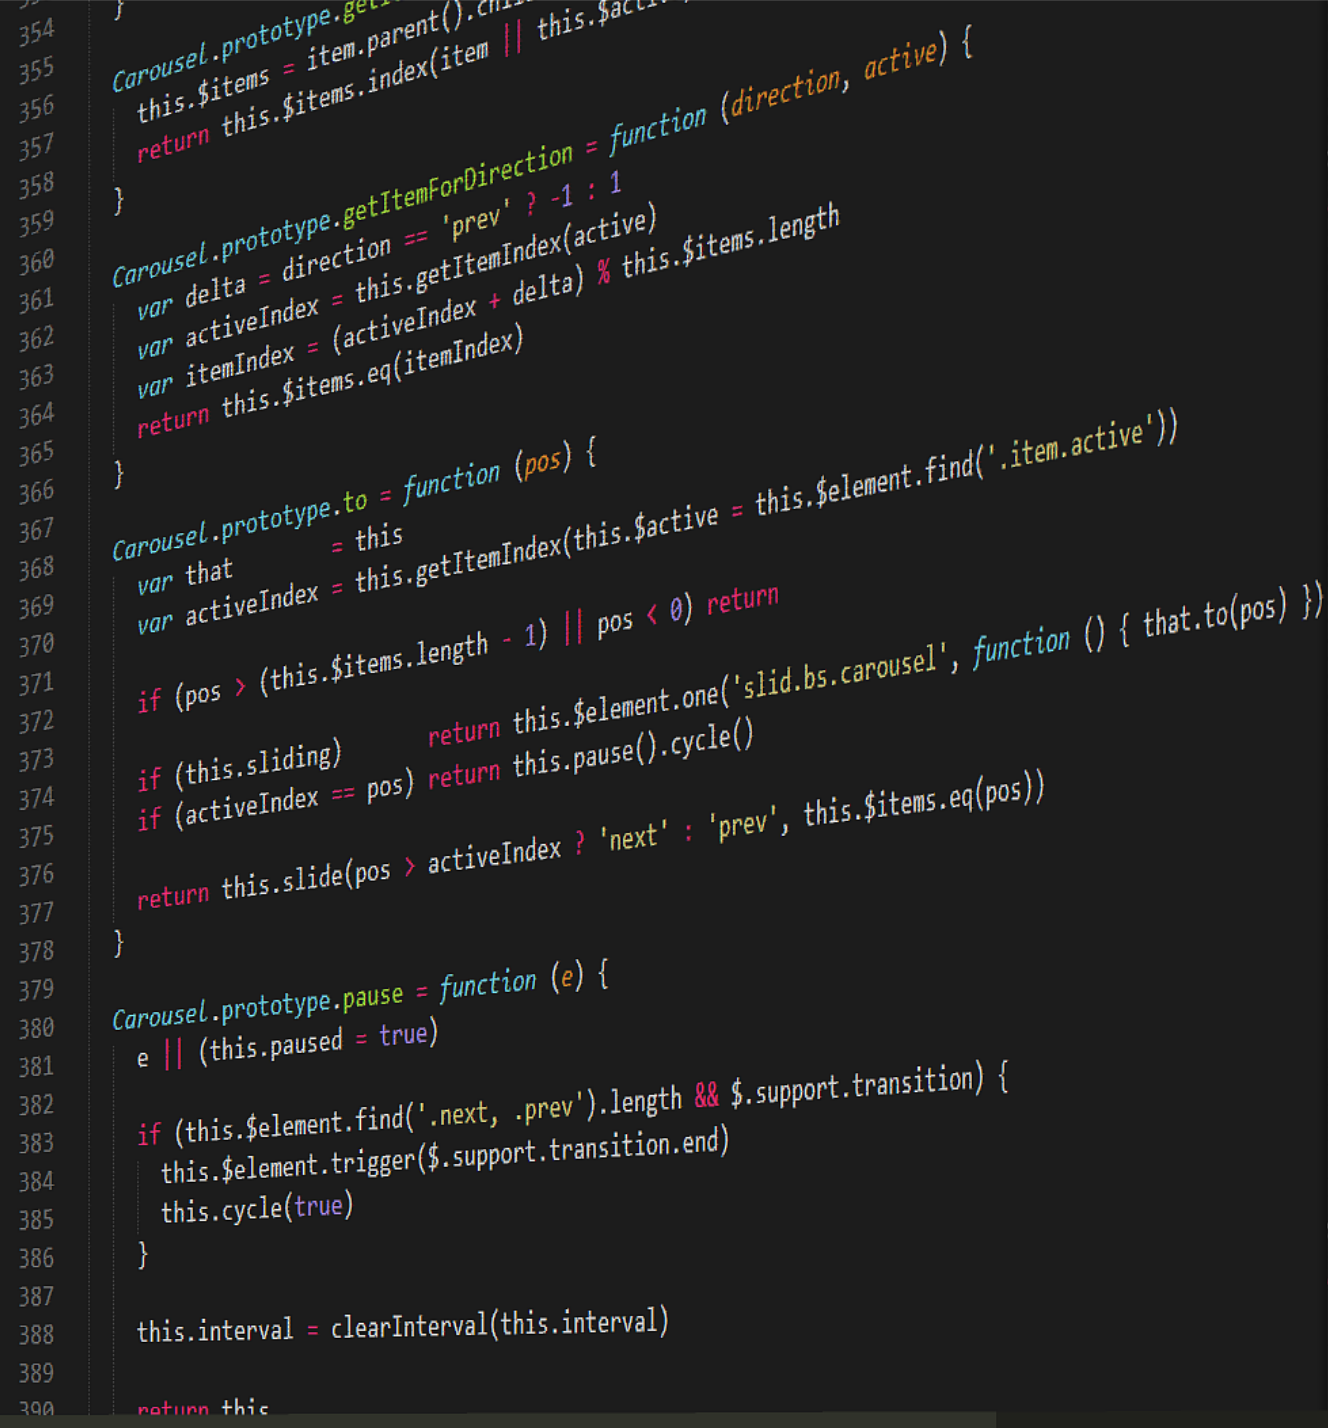 }
354
355
356 Carousel.prototype.getI
357 this.$items = item.parent().chil
358 return this.$items.index(item || this.$acti
359 }
360
361 Carousel.prototype.getItemForDirection = function (direction, active) {
362 var delta = direction == 'prev' ? -1 : 1
363 var activeIndex = this.getItemIndex(active)
364 var itemIndex = (activeIndex + delta) % this.$items.length
365 return this.$items.eq(itemIndex)
366 }
367
368 Carousel.prototype.to = function (pos) {
369 var that = this
370 var activeIndex = this.getItemIndex(this.$active = this.$element.find('.item.active'))
371
372 if (pos > (this.$items.length - 1) || pos < 0) return
373
374 if (this.sliding) return this.$element.one('slid.bs.carousel', function () { that.to(pos) })
375 if (activeIndex == pos) return this.pause().cycle()
376
377 return this.slide(pos > activeIndex ? 'next' : 'prev', this.$items.eq(pos))
378 }
379
380 Carousel.prototype.pause = function (e) {
381 e || (this.paused = true)
382
383 if (this.$element.find('.next, .prev').length && $.support.transition) {
384 this.$element.trigger($.support.transition.end)
385 this.cycle(true)
386 }
387
388 this.interval = clearInterval(this.interval)
389
390 return this